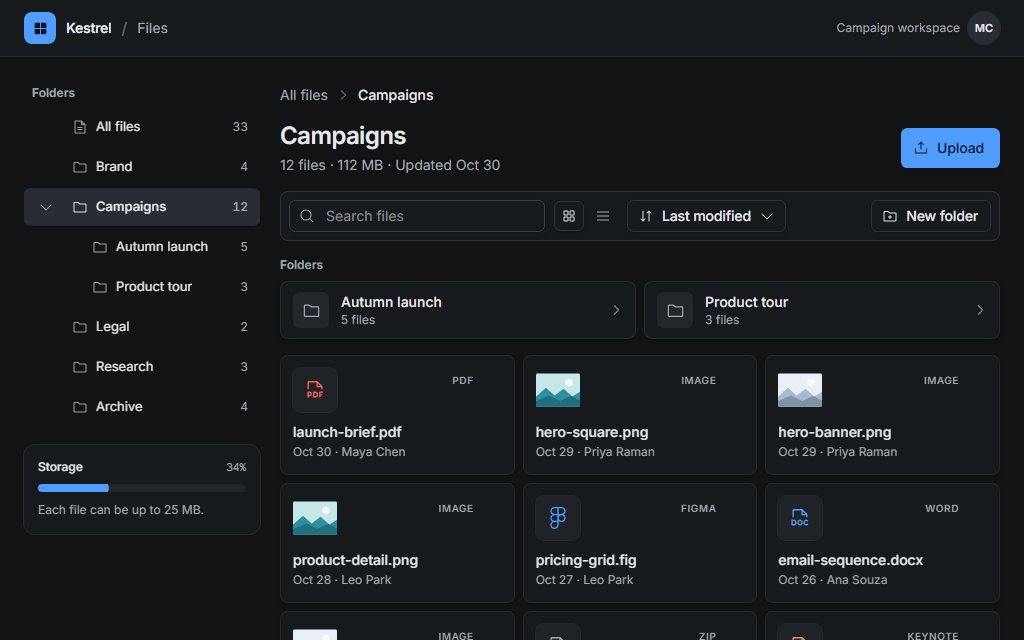 Kestrel / Files
Campaign workspace MC
Folders
All files 33
Brand 4
Campaigns 12
Autumn launch 5
Product tour 3
Legal 2
Research 3
Archive 4
Storage 34%
Each file can be up to 25 MB.
All files > Campaigns
Campaigns
12 files · 112 MB · Updated Oct 30
Upload
Search files
Last modified
New folder
Folders
Autumn launch
5 files
Product tour
3 files
PDF
PDF
launch-brief.pdf
Oct 30 · Maya Chen
IMAGE
hero-square.png
Oct 29 · Priya Raman
IMAGE
hero-banner.png
Oct 29 · Priya Raman
IMAGE
product-detail.png
Oct 28 · Leo Park
FIGMA
pricing-grid.fig
Oct 27 · Leo Park
DOC
WORD
email-sequence.docx
Oct 26 · Ana Souza
IMAGE
ZIP
KEYNOTE